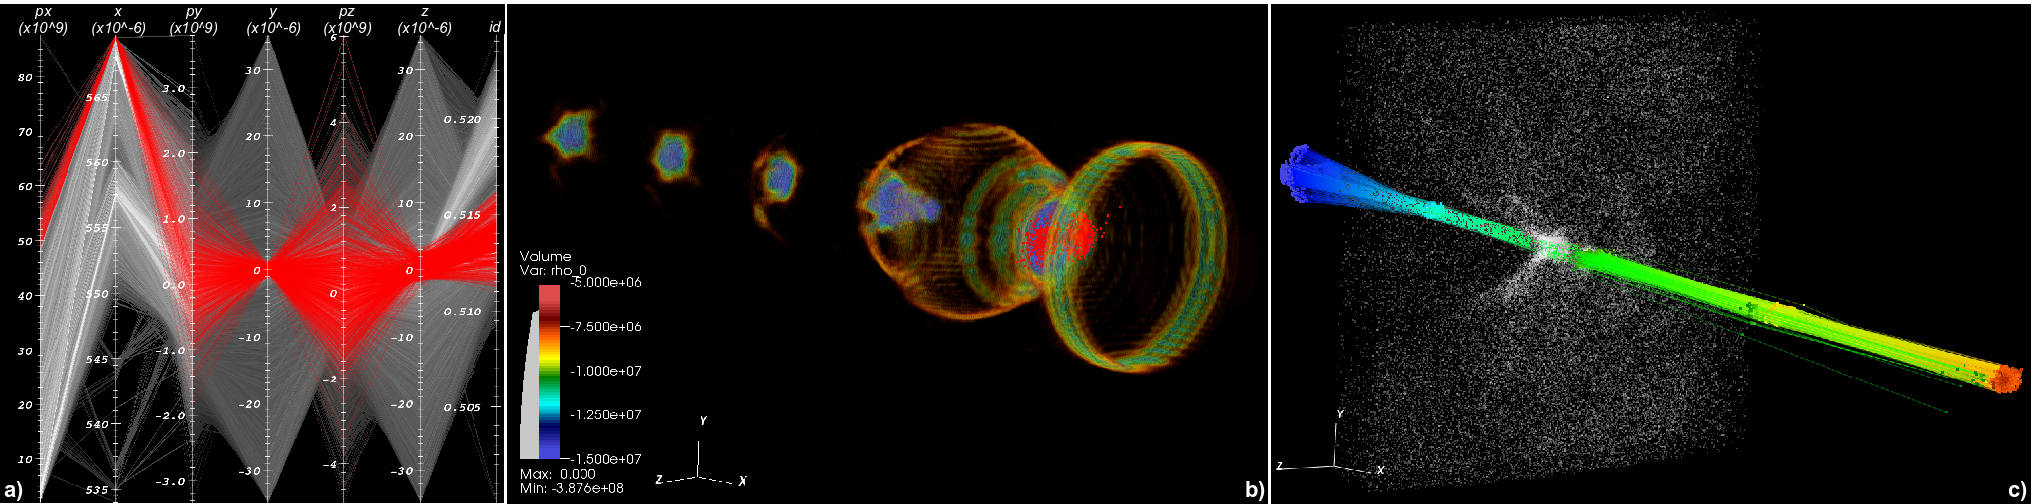 px x py y pz z
(x10^9) (x10^-6) (x10^9) (x10^-6) (x10^9) (x10^-6) id
80
70
60
50
40
30
20
10
565
560
555
550
545
540
535
3.0
2.0
1.0
0.0
-1.0
-2.0
-3.0
30
20
10
0
-10
-20
-30
6
4
2
0
-2
-4
30
20
10
0
-10
-20
-30
0.520
0.515
0.510
0.505
a)
Volume
Var: rho_0
-5.000e+06
-7.500e+06
-1.000e+07
-1.250e+07
-1.500e+07
Max: 0.000
Min: -3.876e+08
Y
Z
X
b)
Y
Z
X
c)